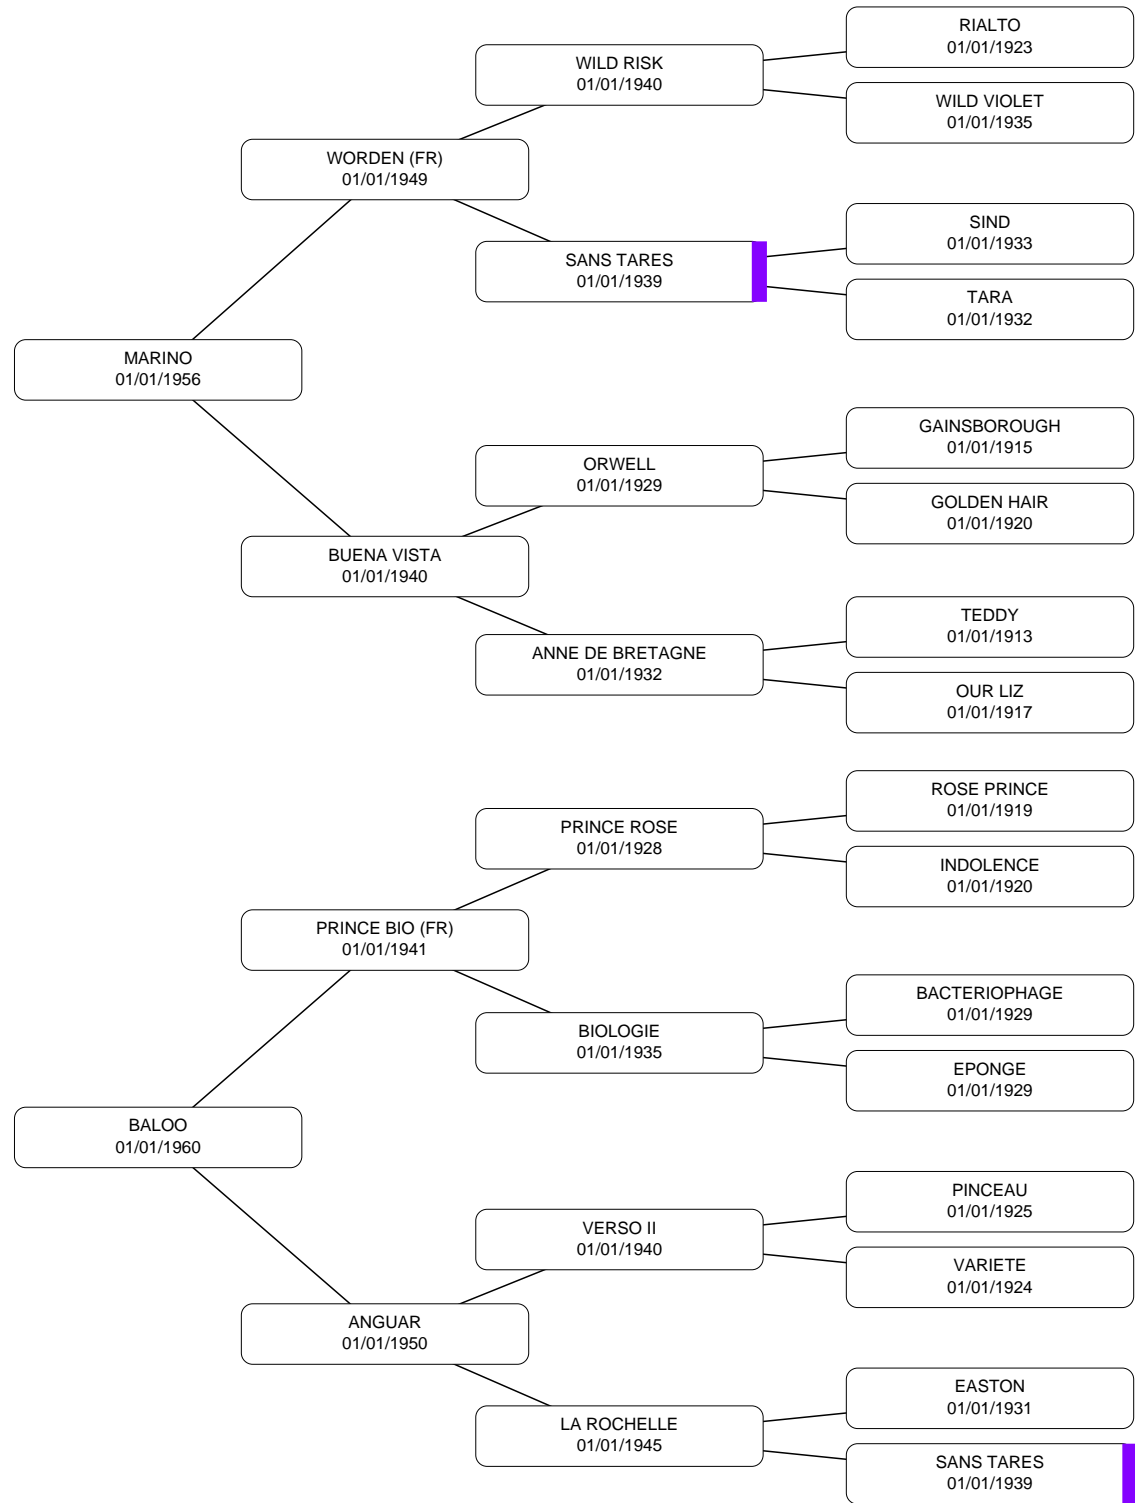 RIALTO
01/01/1923
WILD RISK
01/01/1940
WILD VIOLET
01/01/1935
WORDEN (FR)
01/01/1949
SIND
01/01/1933
SANS TARES
01/01/1939
TARA
01/01/1932
MARINO
01/01/1956
GAINSBOROUGH
01/01/1915
ORWELL
01/01/1929
GOLDEN HAIR
01/01/1920
BUENA VISTA
01/01/1940
TEDDY
01/01/1913
ANNE DE BRETAGNE
01/01/1932
OUR LIZ
01/01/1917
ROSE PRINCE
01/01/1919
PRINCE ROSE
01/01/1928
INDOLENCE
01/01/1920
PRINCE BIO (FR)
01/01/1941
BACTERIOPHAGE
01/01/1929
BIOLOGIE
01/01/1935
EPONGE
01/01/1929
BALOO
01/01/1960
PINCEAU
01/01/1925
VERSO II
01/01/1940
VARIETE
01/01/1924
ANGUAR
01/01/1950
EASTON
01/01/1931
LA ROCHELLE
01/01/1945
SANS TARES
01/01/1939